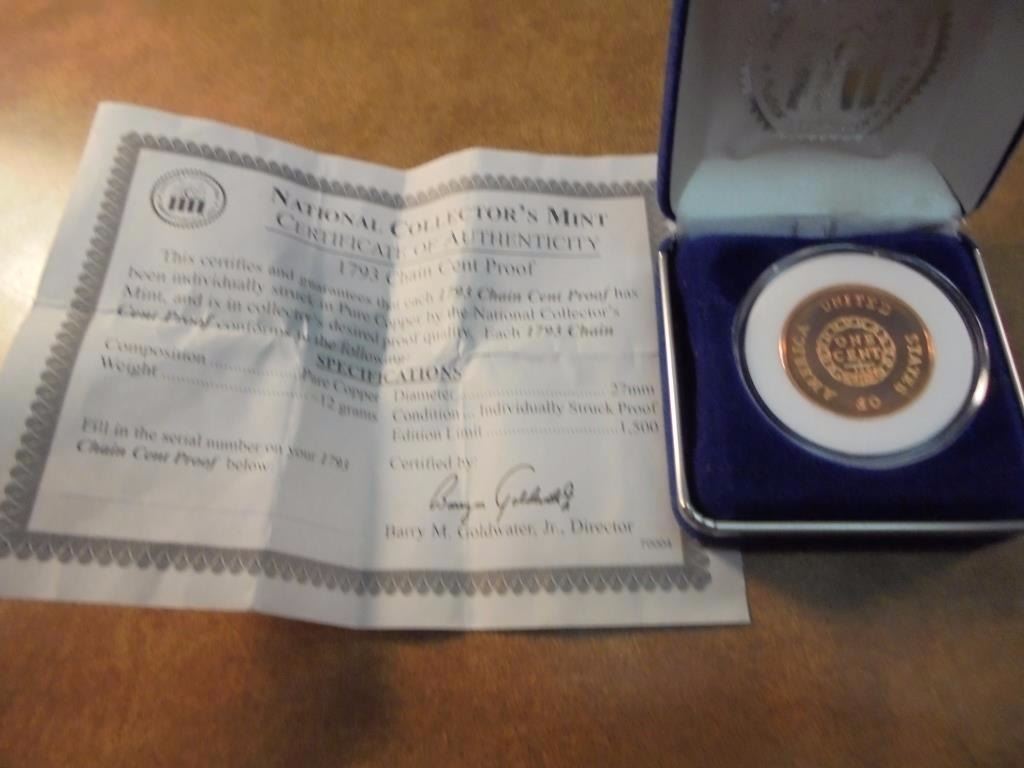 NATIONAL COLLECTOR'S MINT
CERTIFICATE OF AUTHENTICITY
1793 Chain Cent Proof
This certifies and guarantees that each 1793 Chain Cent Proof has
been individually struck in Pure Copper by the National Collector's
Mint, and is in collector's desired proof quality. Each 1793 Chain
Cent Proof conforms to the following:
SPECIFICATIONS
Composition ................ Pure Copper
Weight ........................ ~12 grams
Diameter ........................ 27mm
Condition ... Individually Struck Proof
Edition Limit ........................ 1,500
Fill in the serial number on your 1793
Chain Cent Proof below:
Certified by:
Barry M. Goldwater, Jr., Director
70004
UNITED STATES OF AMERICA
ONE
CENT